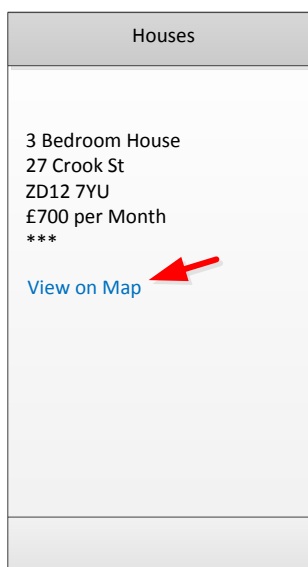 Houses
3 Bedroom House
27 Crook St
ZD12 7YU
£700 per Month
***
View on Map